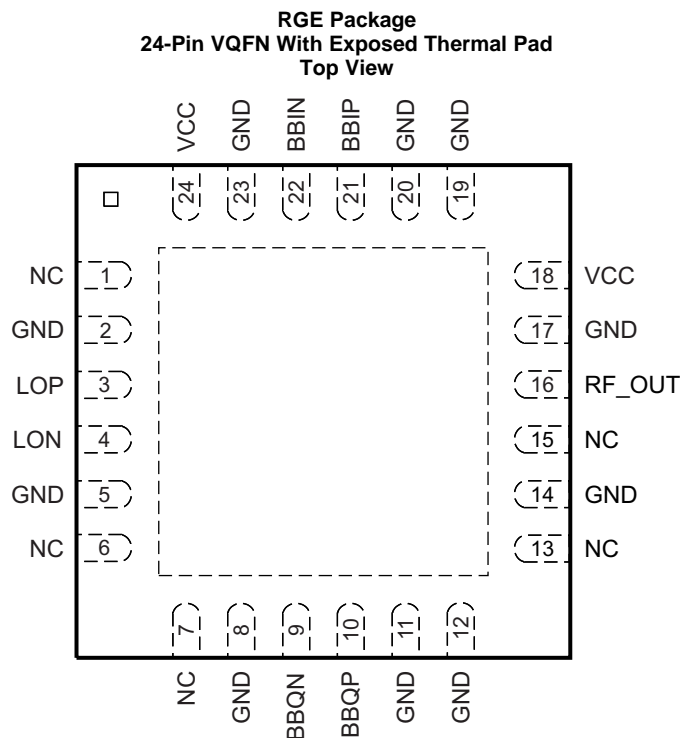 RGE Package
24-Pin VQFN With Exposed Thermal Pad
Top View
VCC
GND
BBIN
BBIP
GND
GND
24
23
22
21
20
19
NC
1
GND
2
LOP
3
LON
4
GND
5
NC
6
18
VCC
17
GND
16
RF_OUT
15
NC
14
GND
13
NC
7
8
9
10
11
12
NC
GND
BBQN
BBQP
GND
GND